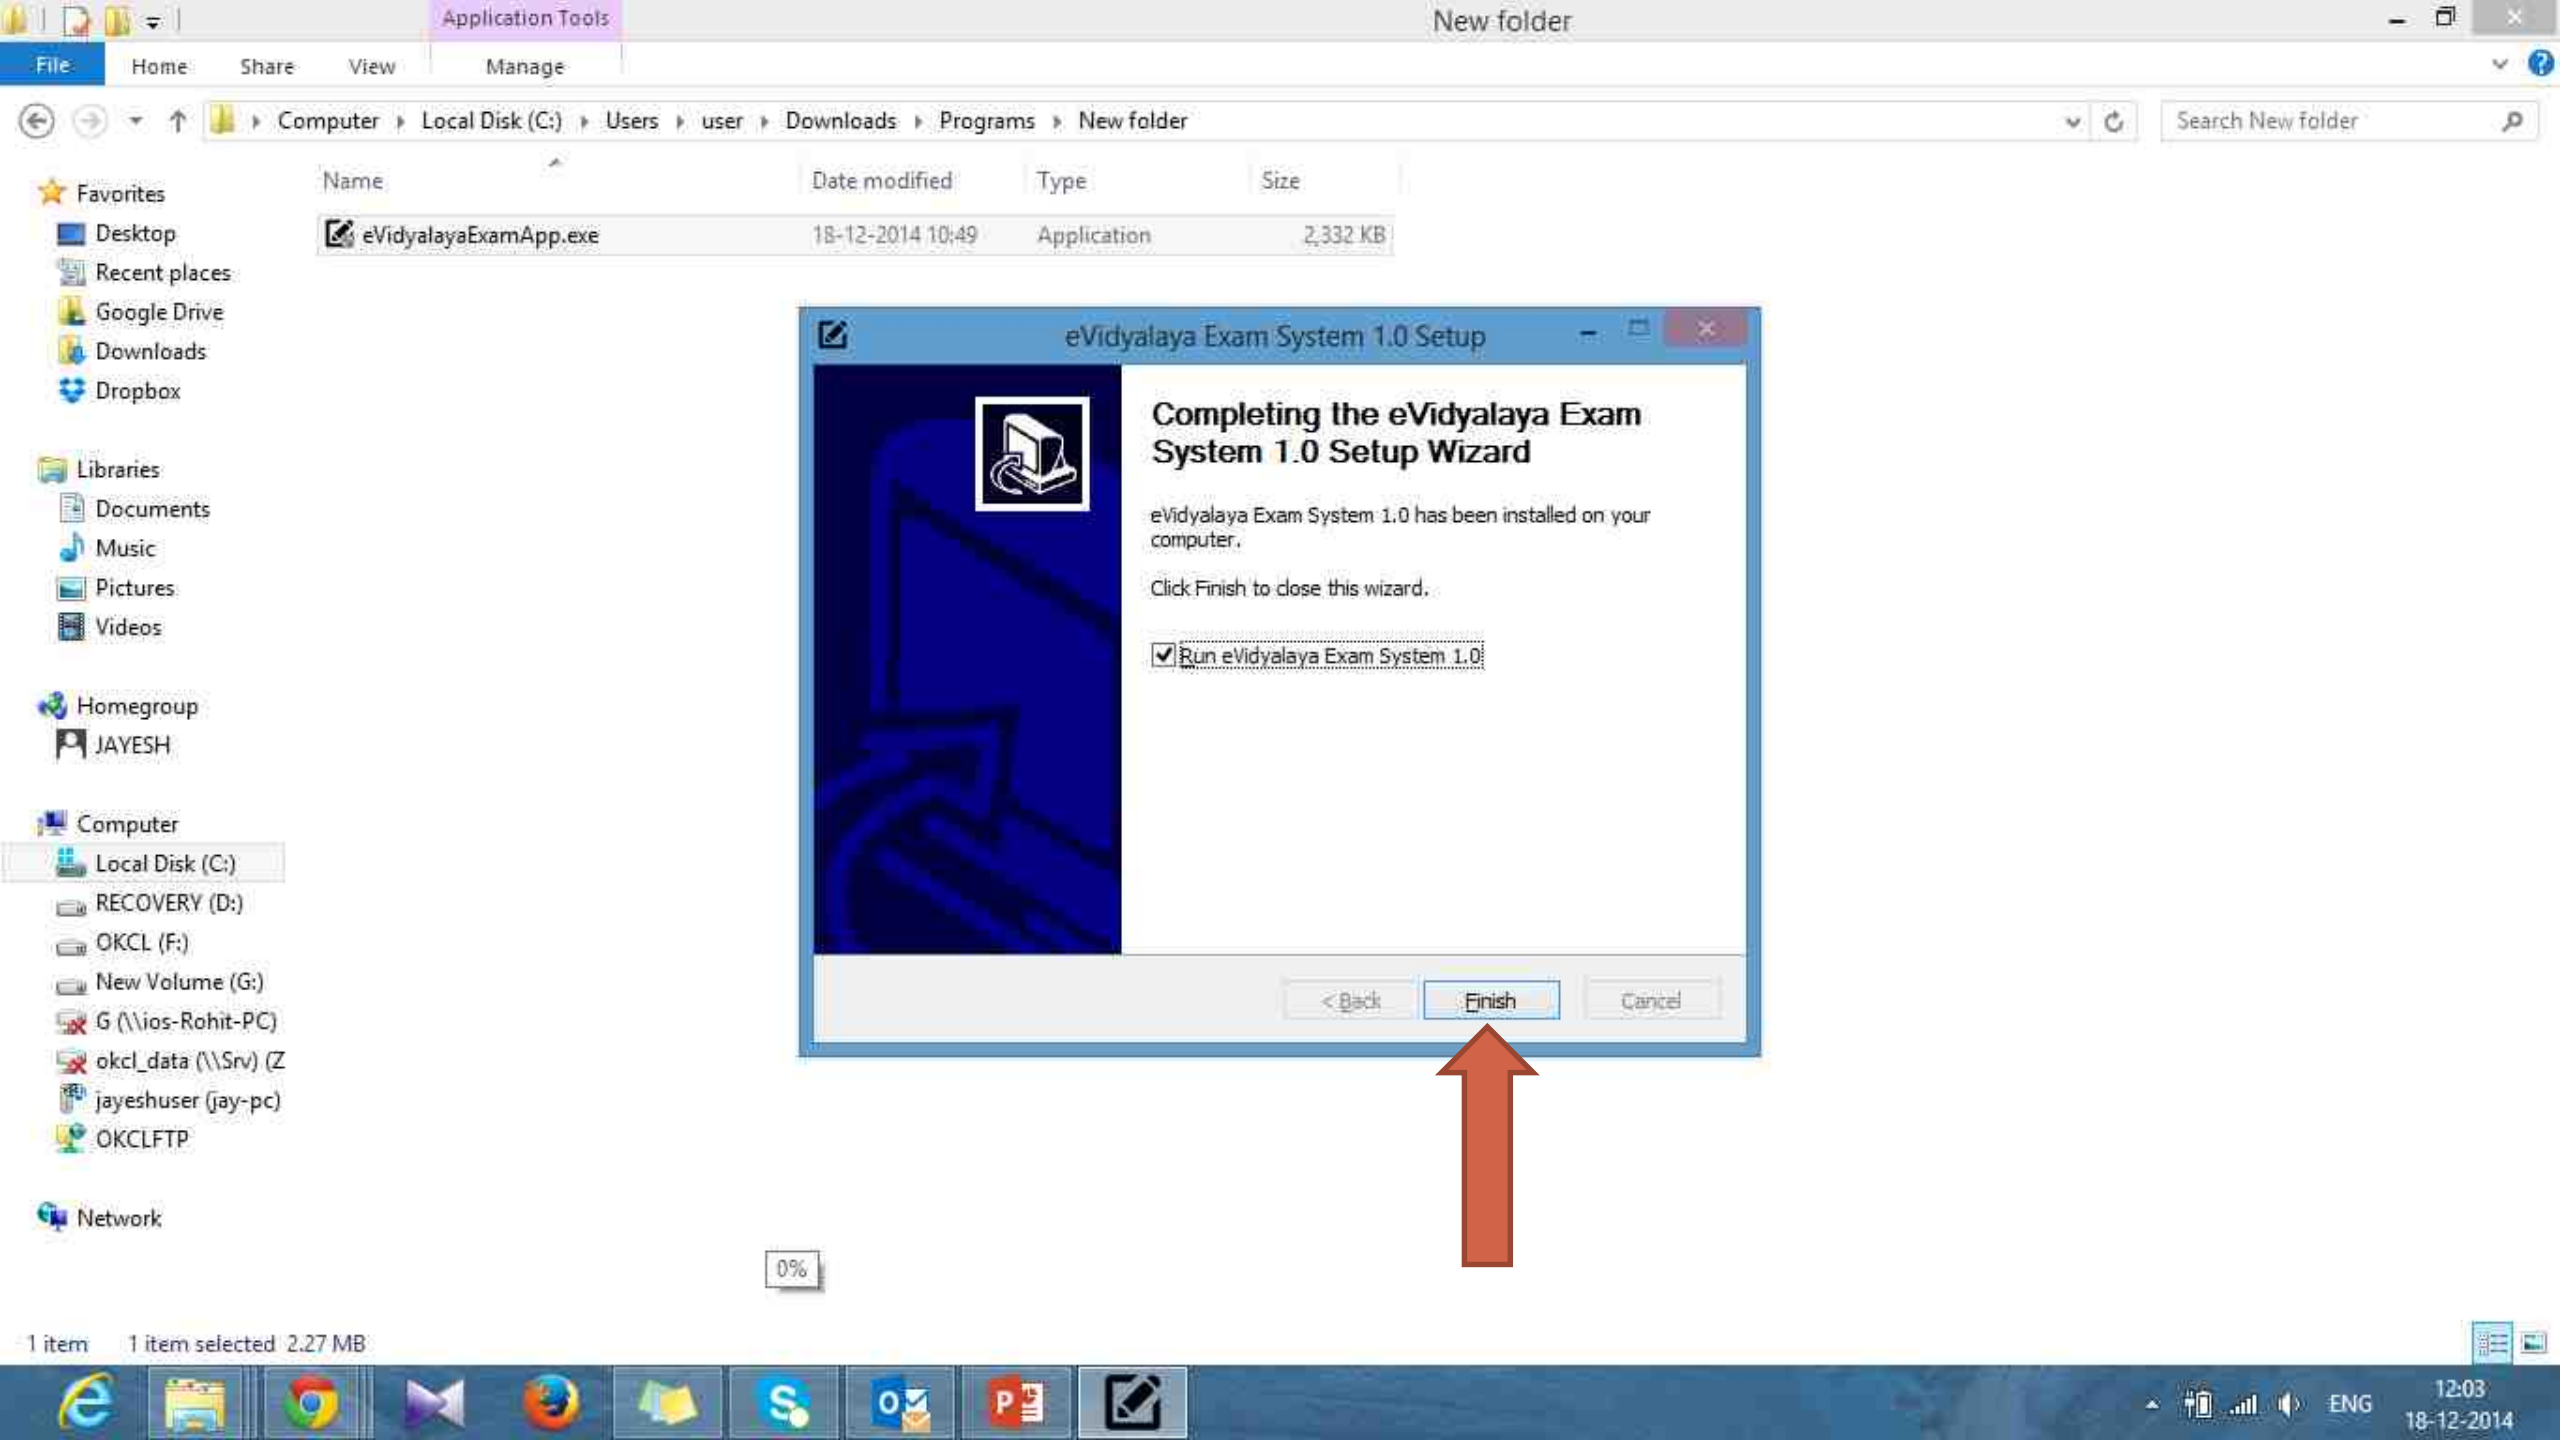 Application Tools
New folder
File Home Share View Manage
Computer Local Disk (C:) Users user Downloads Programs New folder
Search New folder
Name Date modified Type Size
eVidyalayaExamApp.exe 18-12-2014 10:49 Application 2,332 KB
Favorites
Desktop
Recent places
Google Drive
Downloads
Dropbox
Libraries
Documents
Music
Pictures
Videos
Homegroup
JAYESH
Computer
Local Disk (C:)
RECOVERY (D:)
OKCL (F:)
New Volume (G:)
G (\\ios-Rohit-PC)
okcl_data (\\Srv) (Z
jayeshuser (jay-pc)
OKCLFTP
Network
eVidyalaya Exam System 1.0 Setup
Completing the eVidyalaya Exam
System 1.0 Setup Wizard
eVidyalaya Exam System 1.0 has been installed on your
computer.
Click Finish to close this wizard.
Run eVidyalaya Exam System 1.0
< Back Finish Cancel
0%
1 item 1 item selected 2.27 MB
ENG
12:03
18-12-2014